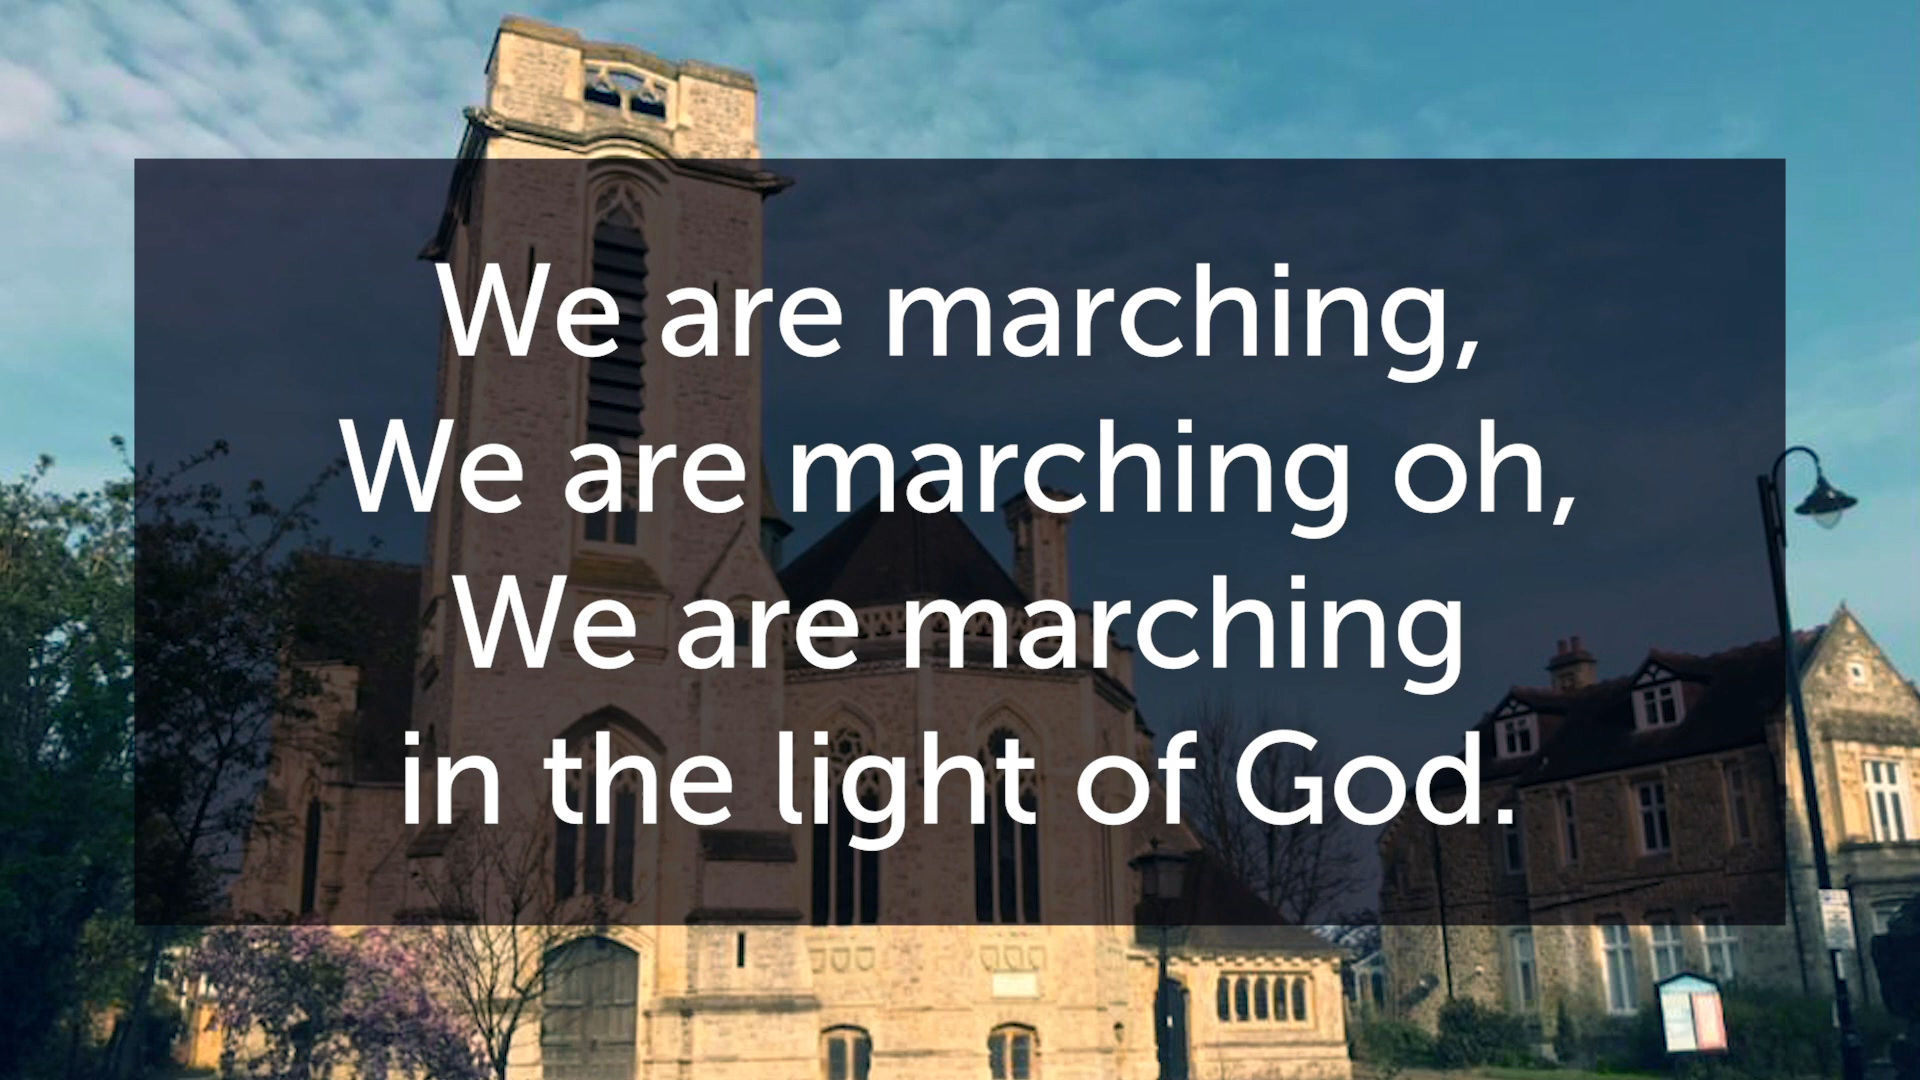 We are marching,
We are marching oh,
We are marching
in the light of God.